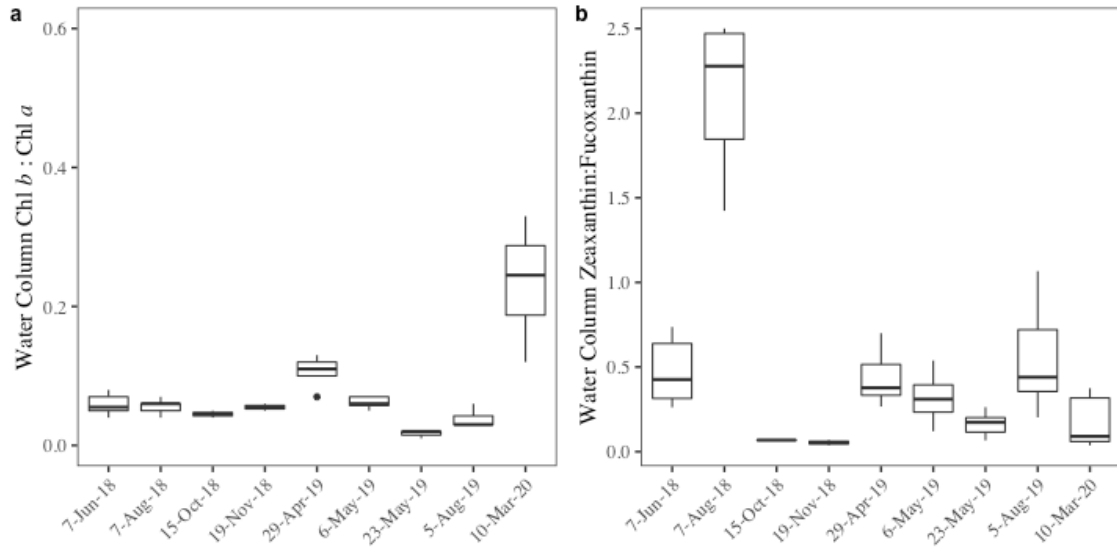 a
Water Column Chl b : Chl a
0.6
0.4
0.2
0.0
7-Jun-18
7-Aug-18
15-Oct-18
19-Nov-18
29-Apr-19
6-May-19
23-May-19
5-Aug-19
10-Mar-20
b
Water Column Zeaxanthin:Fucoxanthin
2.5
2.0
1.5
1.0
0.5
0.0
7-Jun-18
7-Aug-18
15-Oct-18
19-Nov-18
29-Apr-19
6-May-19
23-May-19
5-Aug-19
10-Mar-20